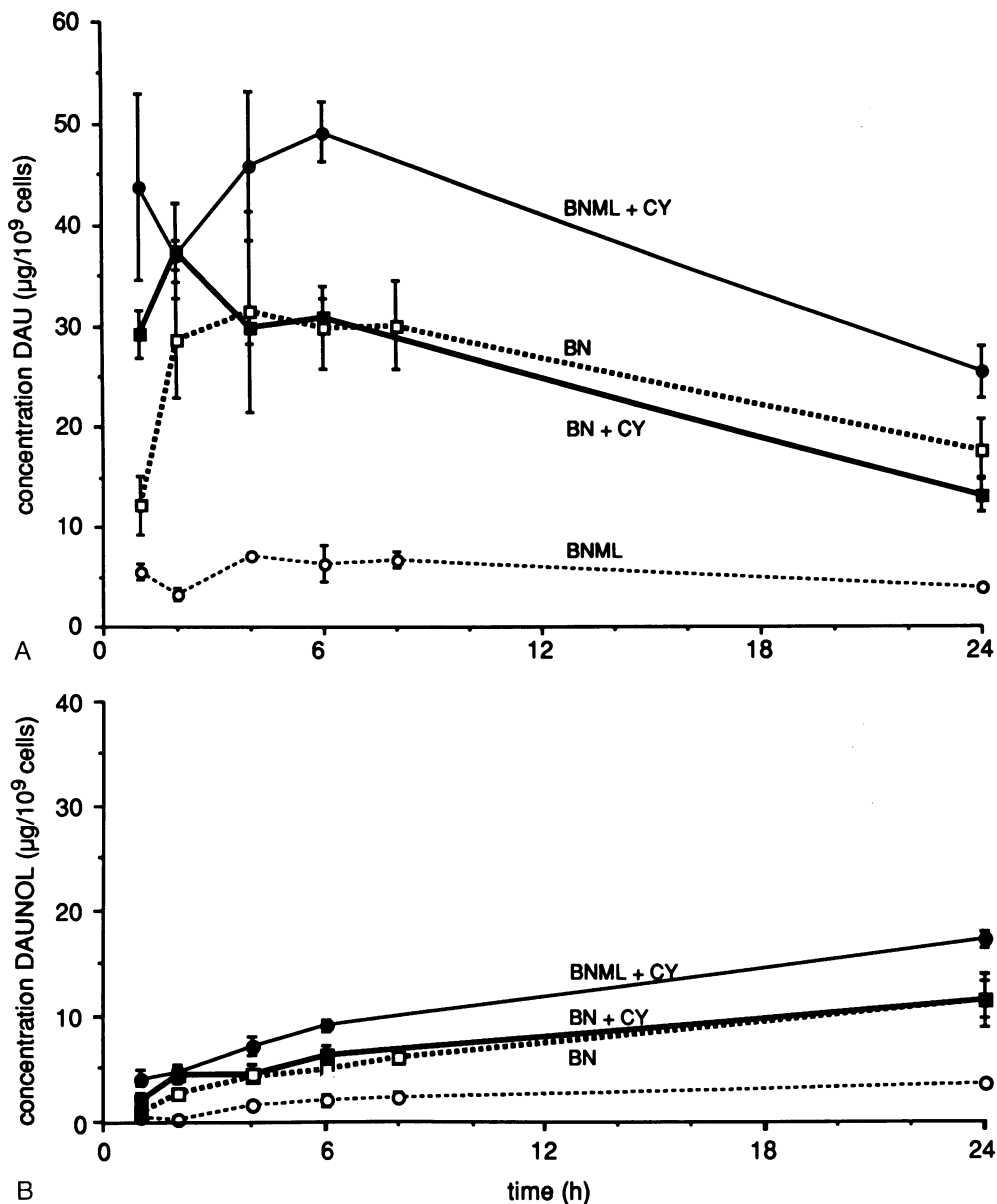 60
50
40
30
20
10
0
concentration DAU (µg/10⁹ cells)
BNML + CY
BN
BN + CY
BNML
0 6 12 18 24
A
40
30
20
10
0
concentration DAUNOL (µg/10⁹ cells)
BNML + CY
BN + CY
BN
0 6 12 18 24
B
time (h)